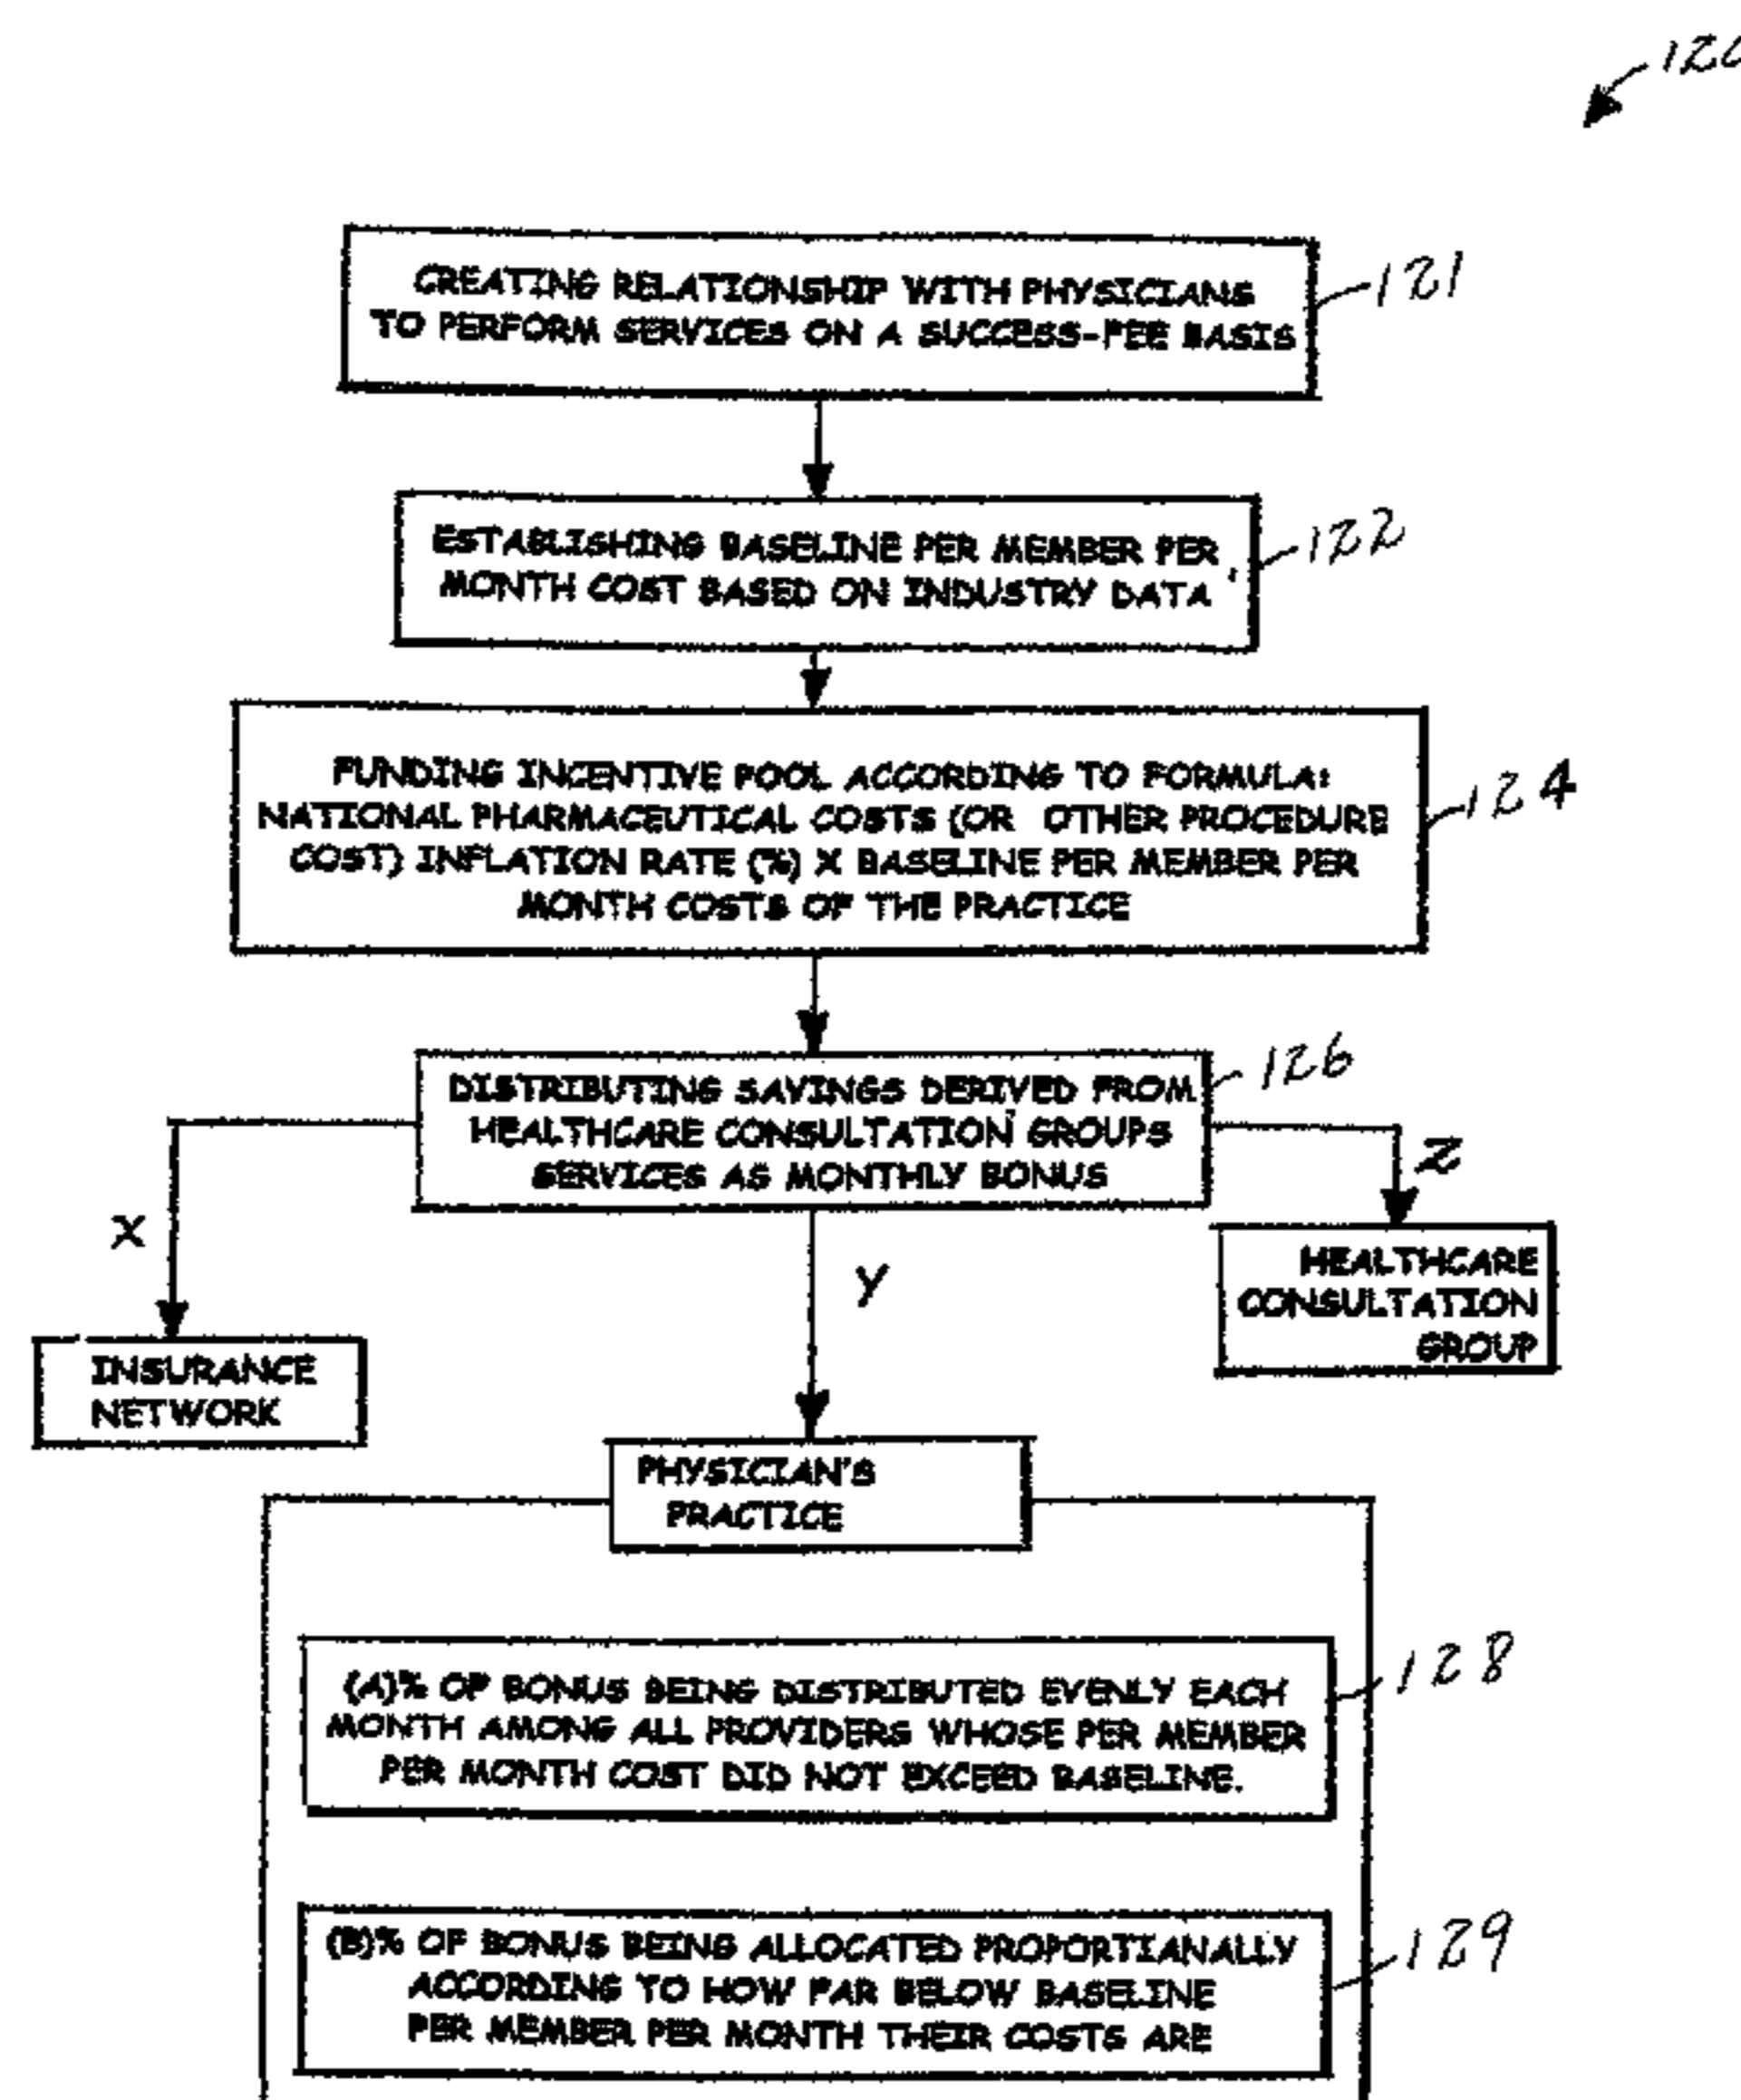 120
CREATING RELATIONSHIP WITH PHYSICIANS
TO PERFORM SERVICES ON A SUCCESS-FEE BASIS
121
ESTABLISHING BASELINE PER MEMBER PER
MONTH COST BASED ON INDUSTRY DATA
122
FUNDING INCENTIVE POOL ACCORDING TO FORMULA:
NATIONAL PHARMACEUTICAL COSTS (OR OTHER PROCEDURE
COST) INFLATION RATE (%) X BASELINE PER MEMBER PER
MONTH COSTS OF THE PRACTICE
124
DISTRIBUTING SAVINGS DERIVED FROM
HEALTHCARE CONSULTATION GROUPS
SERVICES AS MONTHLY BONUS
126
X
Y
Z
INSURANCE
NETWORK
HEALTHCARE
CONSULTATION
GROUP
PHYSICIAN'S
PRACTICE
(A)% OF BONUS BEING DISTRIBUTED EVENLY EACH
MONTH AMONG ALL PROVIDERS WHOSE PER MEMBER
PER MONTH COST DID NOT EXCEED BASELINE.
128
(B)% OF BONUS BEING ALLOCATED PROPORTIANALLY
ACCORDING TO HOW FAR BELOW BASELINE
PER MEMBER PER MONTH THEIR COSTS ARE
129